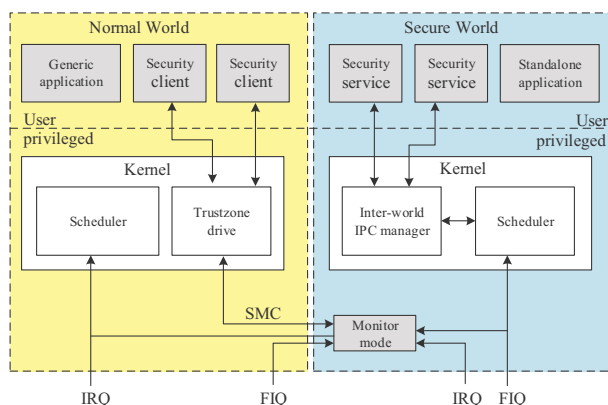 Normal World
Secure World
Generic
application
Security
client
Security
client
Security
service
Security
service
Standalone
application
User
privileged
User
privileged
Kernel
Kernel
Scheduler
Trustzone
drive
Inter-world
IPC manager
Scheduler
SMC
Monitor
mode
IRQ
FIQ
IRQ
FIQ